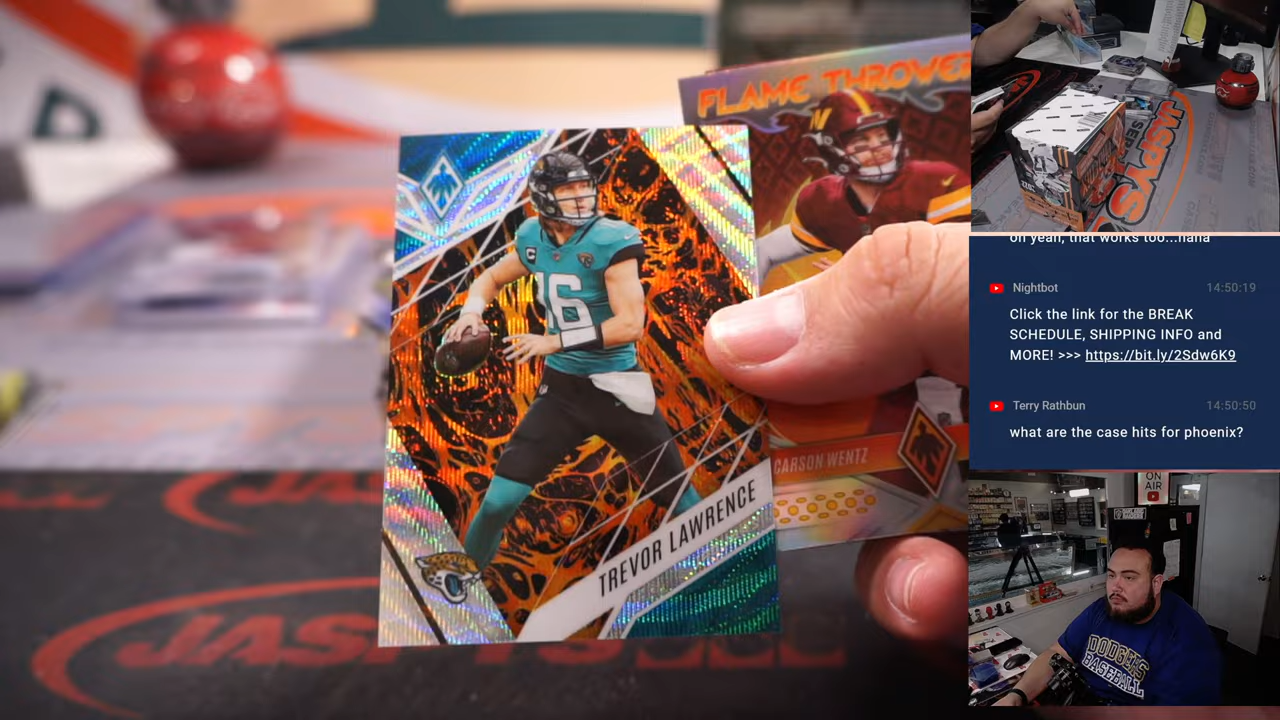 FLAME THROWER
16
TREVOR LAWRENCE
CARSON WENTZ
JASPYS
JASPYS
oh yeah, that works too...haha
Nightbot 14:50:19
Click the link for the BREAK
SCHEDULE, SHIPPING INFO and
MORE! >>> https://bit.ly/2Sdw6K9
Terry Rathbun 14:50:50
what are the case hits for phoenix?
ON
AIR
DODGERS
BASEBALL